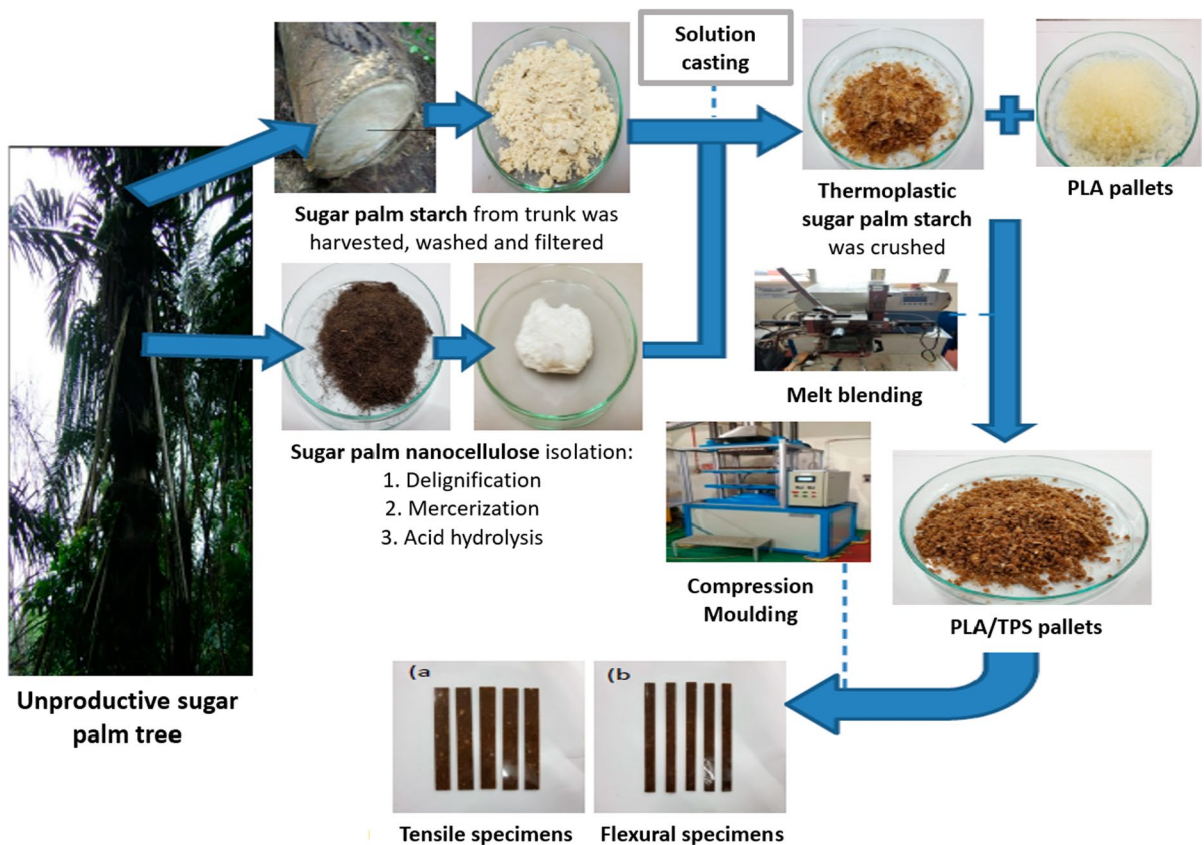 Solution
casting
Sugar palm starch from trunk was
harvested, washed and filtered
Thermoplastic
sugar palm starch
was crushed
PLA pallets
Melt blending
Sugar palm nanocellulose isolation:
1. Delignification
2. Mercerization
3. Acid hydrolysis
Compression
Moulding
PLA/TPS pallets
Unproductive sugar
palm tree
(a
(b
Tensile specimens
Flexural specimens